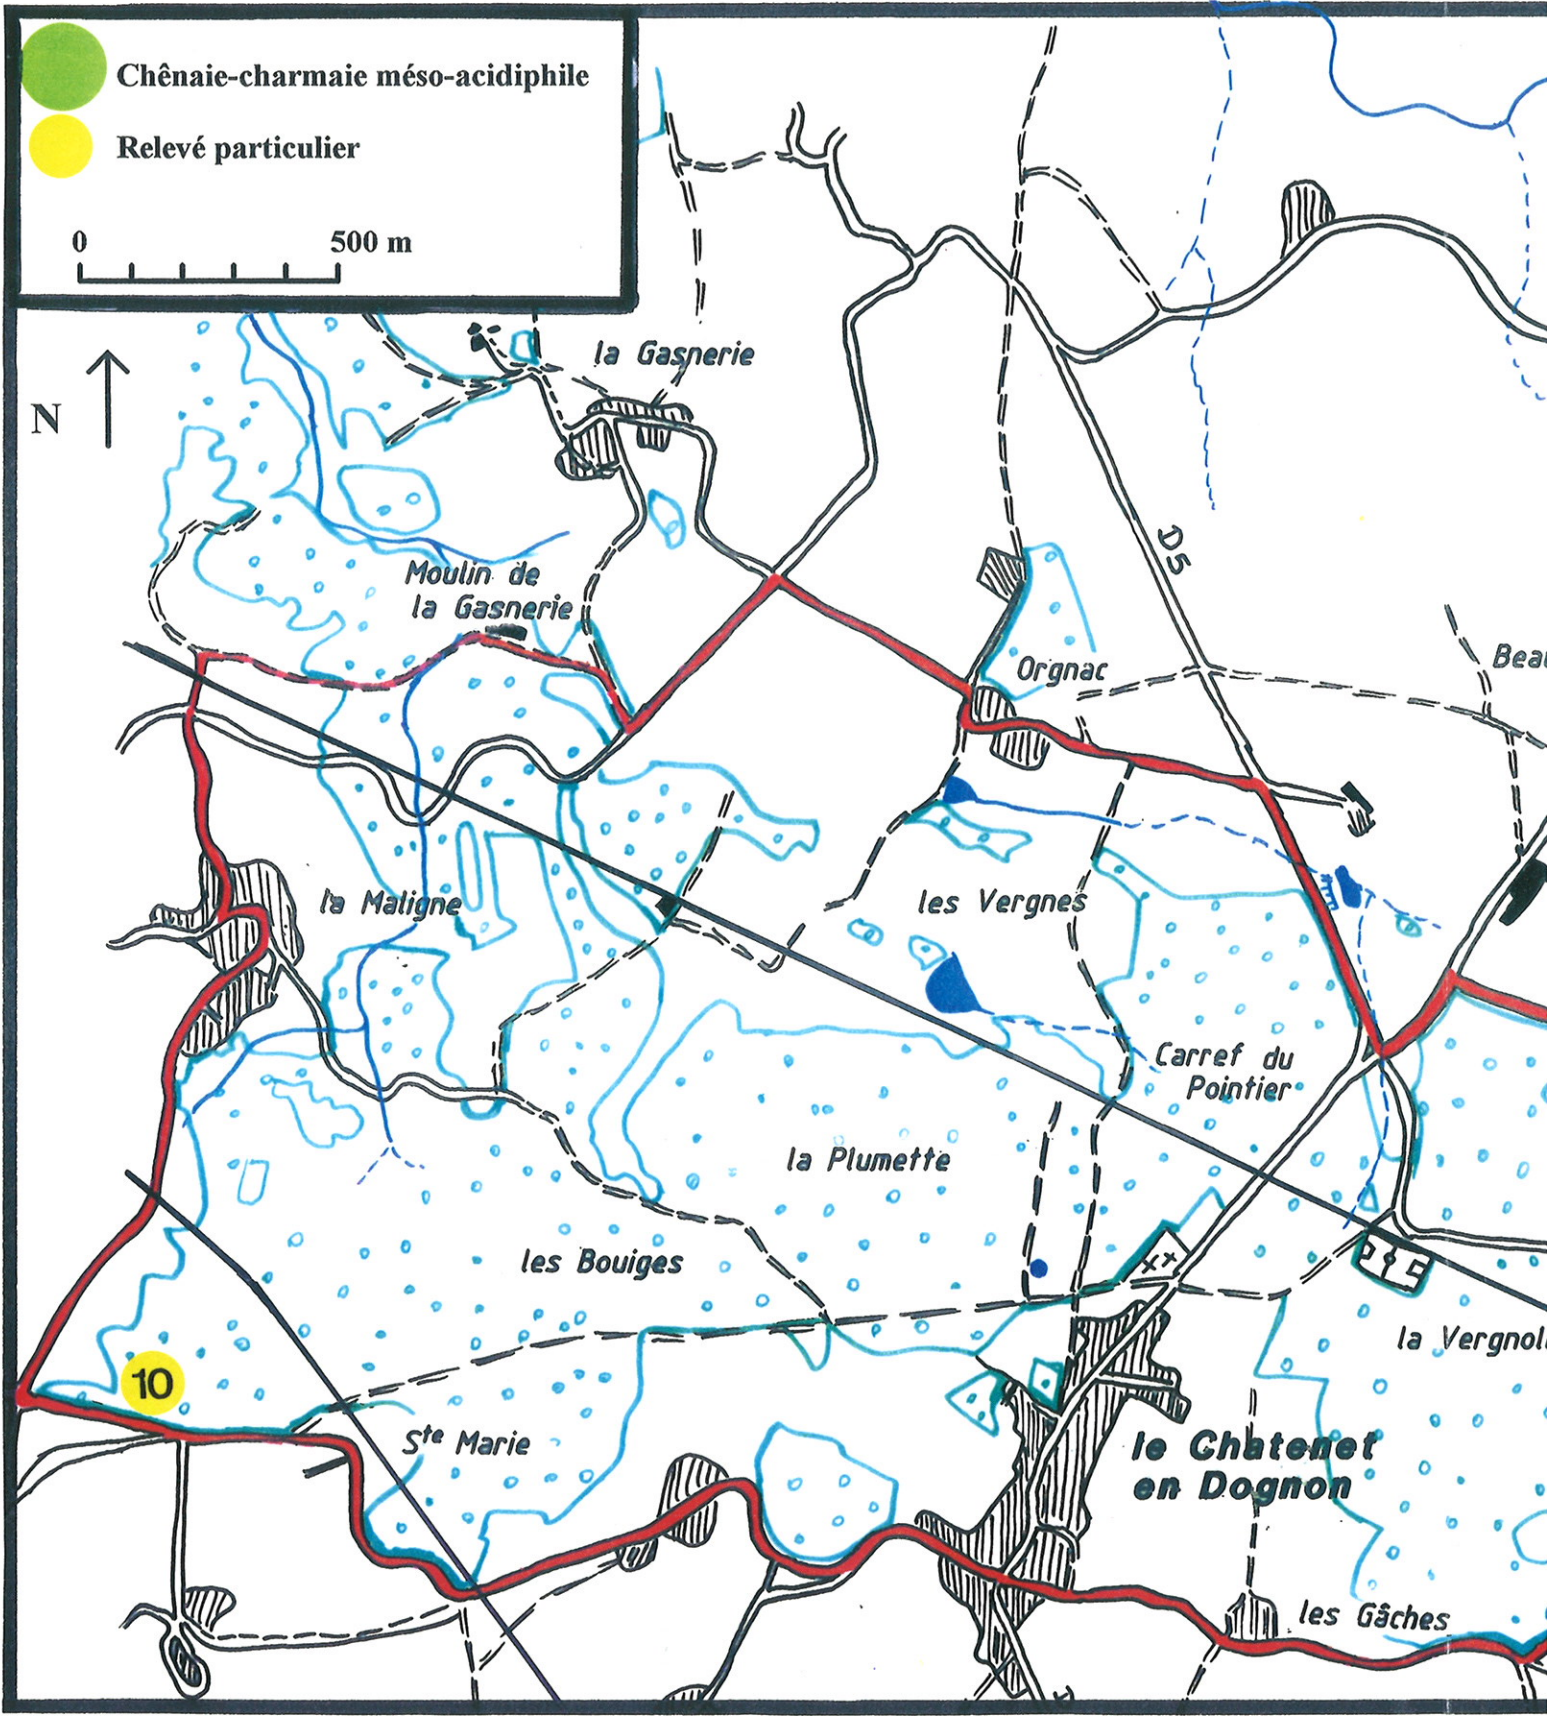 Chênaie-charmaie méso-acidiphile
Relevé particulier
0 500 m
N
la Gasnerie
D5
Moulin de
la Gasnerie
Orgnac
Beau
la Maligne
les Vergnes
Carref du
Pointier
la Plumette
les Bouiges
la Vergnol
10
Ste Marie
le Chatenet
en Dognon
les Gâches